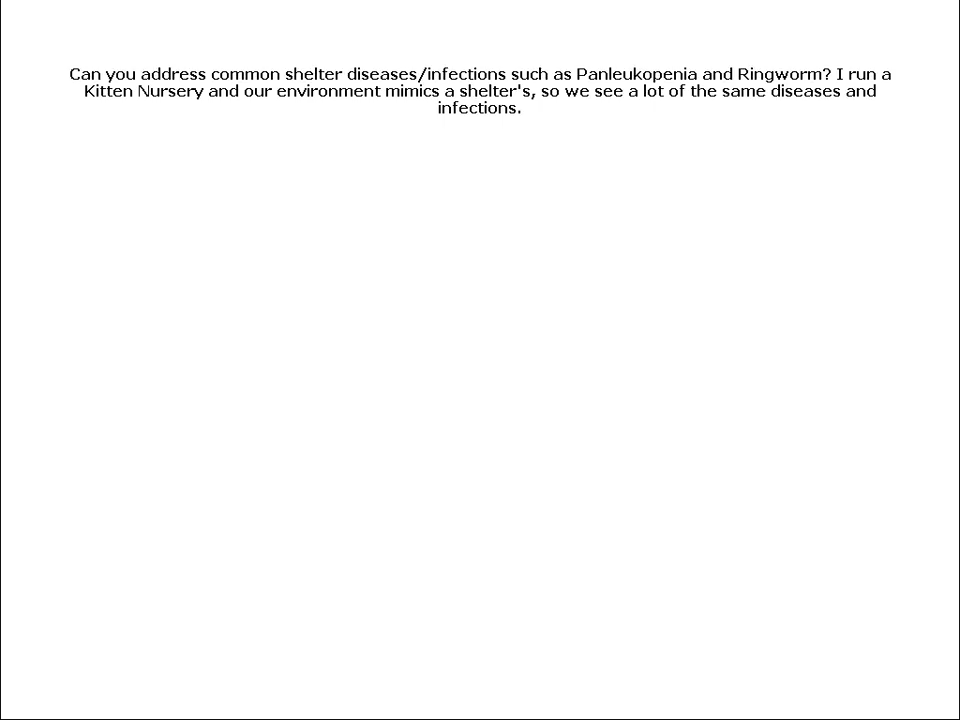 Can you address common shelter diseases/infections such as Panleukopenia and Ringworm? I run a
Kitten Nursery and our environment mimics a shelter's, so we see a lot of the same diseases and
infections.